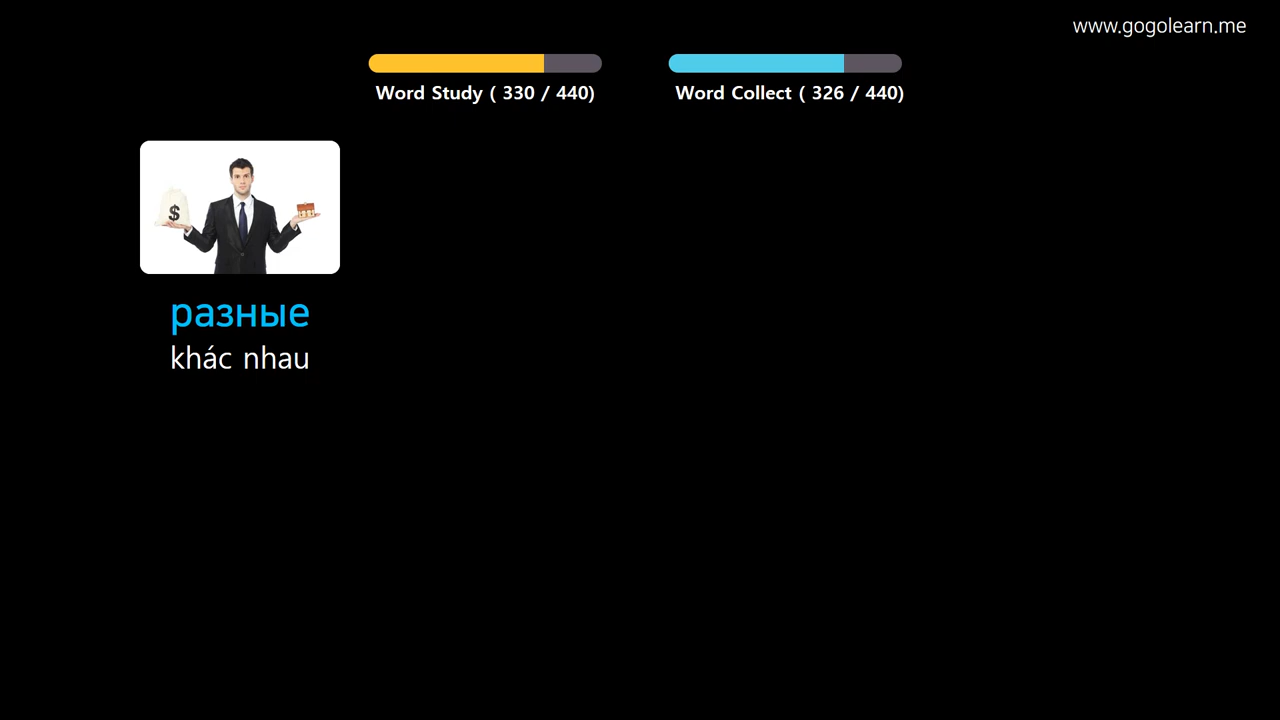 www.gogolearn.me
Word Study ( 330 / 440)
Word Collect ( 326 / 440)
$
разные
khác nhau